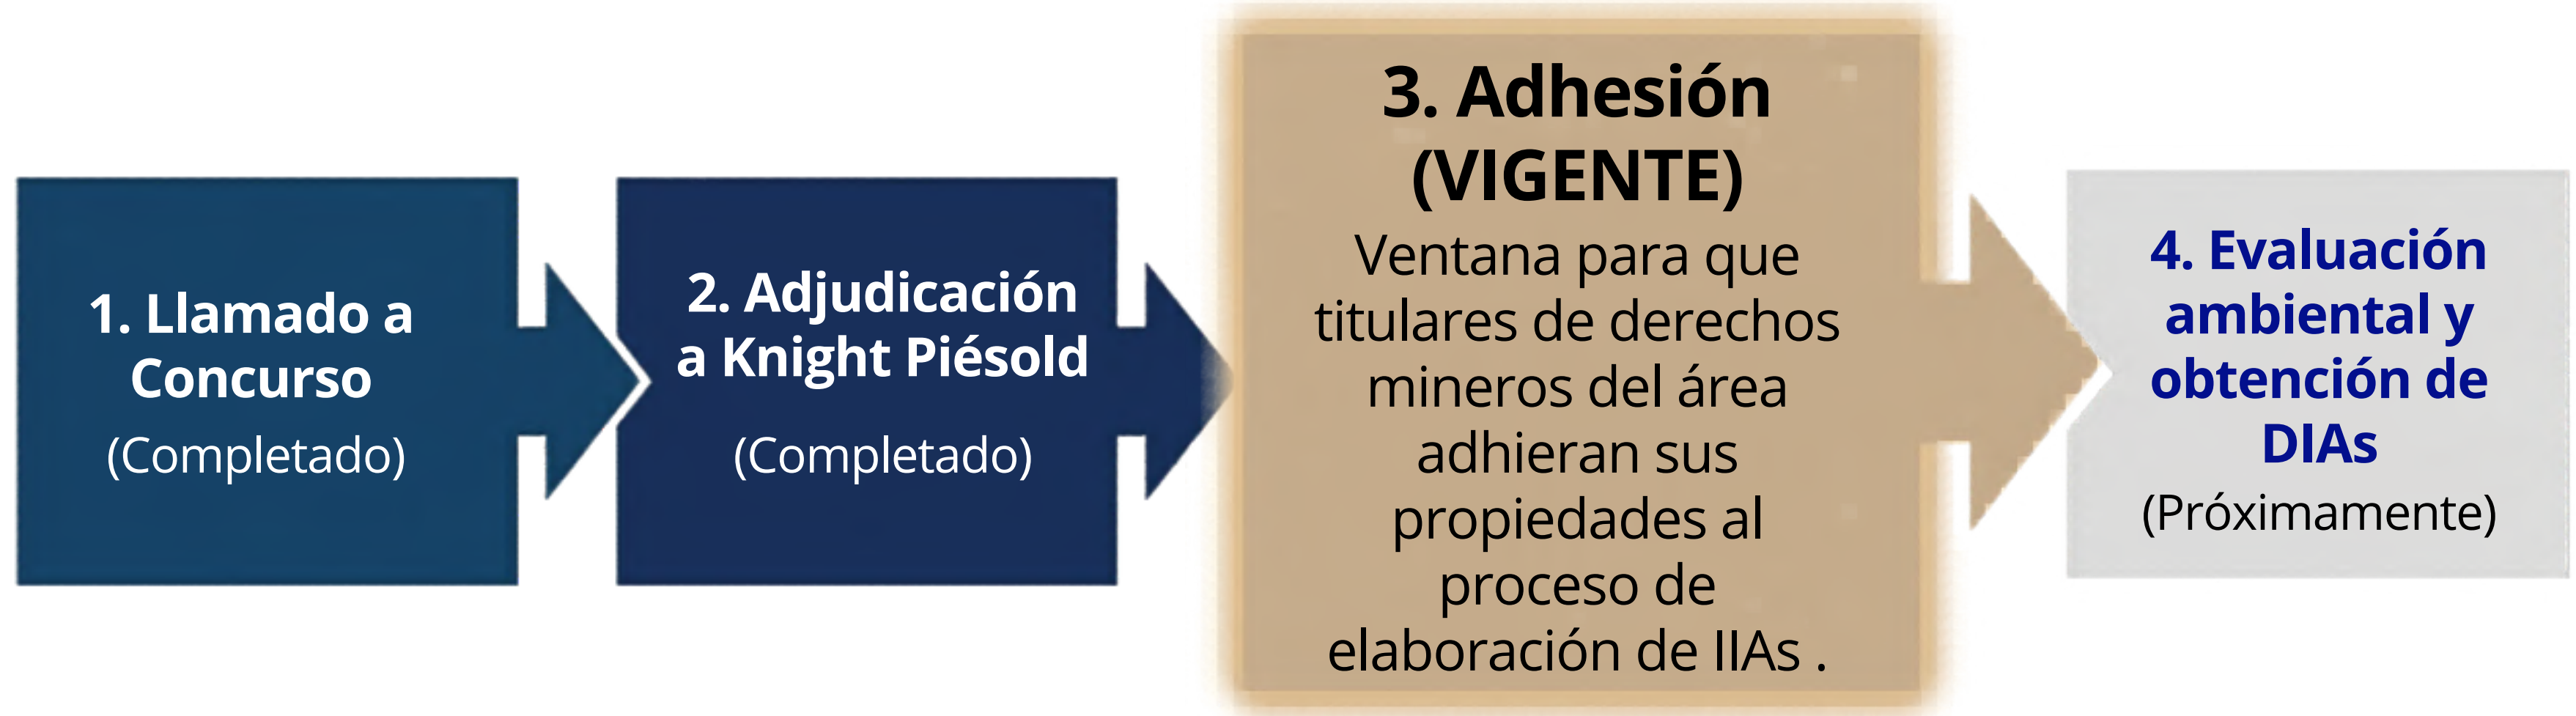 1. Llamado a
Concurso
(Completado)
2. Adjudicación
a Knight Piésold
(Completado)
3. Adhesión
(VIGENTE)
Ventana para que
titulares de derechos
mineros del área
adhieran sus
propiedades al
proceso de
elaboración de IIAs .
4. Evaluación
ambiental y
obtención de
DIAs
(Próximamente)